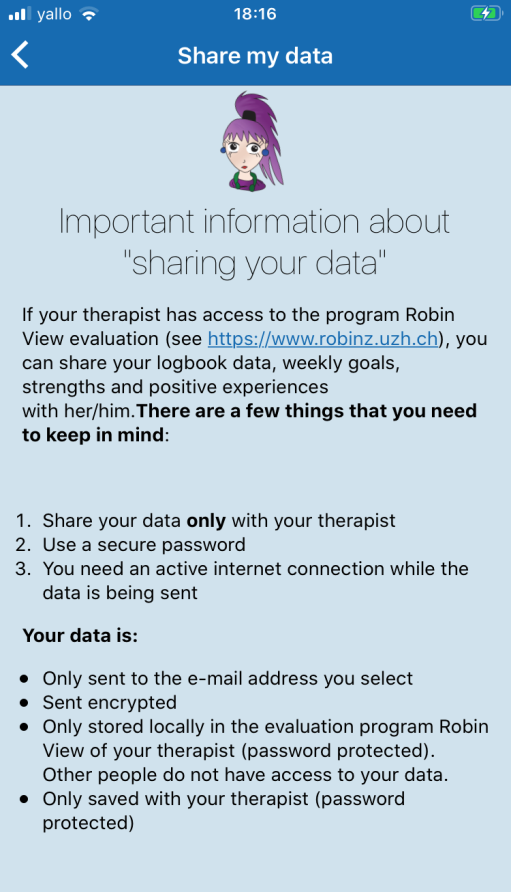 yallo 18:16
Share my data
Important information about
"sharing your data"
If your therapist has access to the program Robin
View evaluation (see https://www.robinz.uzh.ch), you
can share your logbook data, weekly goals,
strengths and positive experiences
with her/him.There are a few things that you need
to keep in mind:
1. Share your data only with your therapist
2. Use a secure password
3. You need an active internet connection while the
data is being sent
Your data is:
• Only sent to the e-mail address you select
• Sent encrypted
• Only stored locally in the evaluation program Robin
View of your therapist (password protected).
Other people do not have access to your data.
• Only saved with your therapist (password
protected)